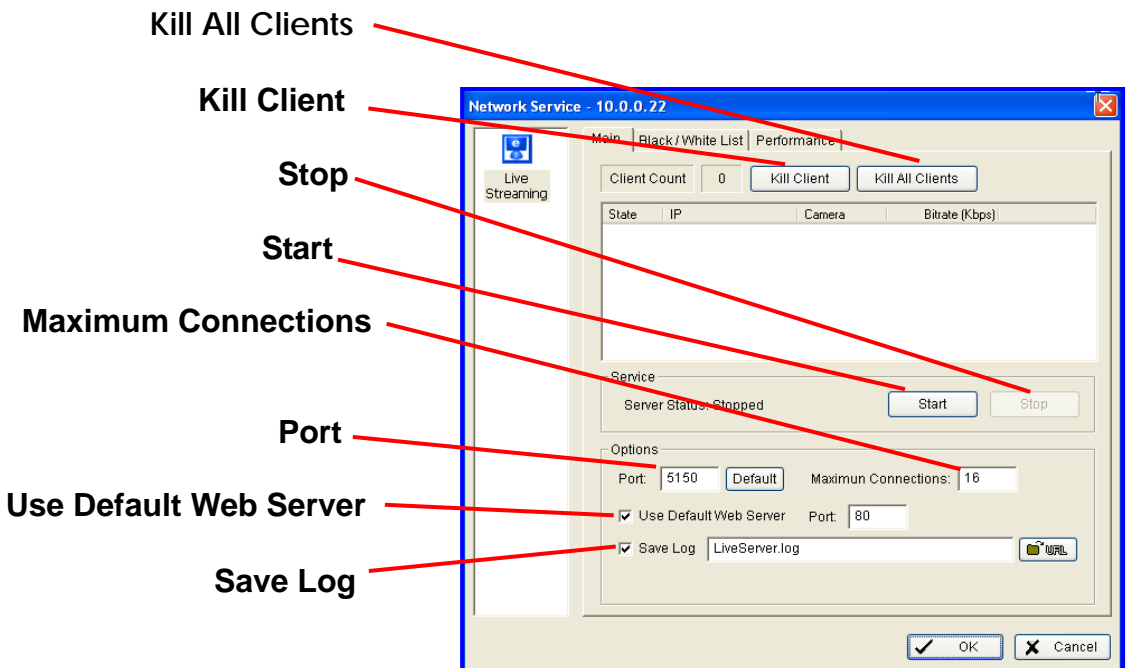 Kill All Clients
Kill Client
Stop
Start
Maximum Connections
Port
Use Default Web Server
Save Log
Network Service - 10.0.0.22
Live
Streaming
Main Black / White List Performance
Client Count 0 Kill Client Kill All Clients
State IP Camera Bitrate (Kbps)
Service
Server Status: Stopped Start Stop
Options
Port: 5150 Default Maximun Connections: 16
Use Default Web Server Port: 80
Save Log LiveServer.log URL
OK Cancel